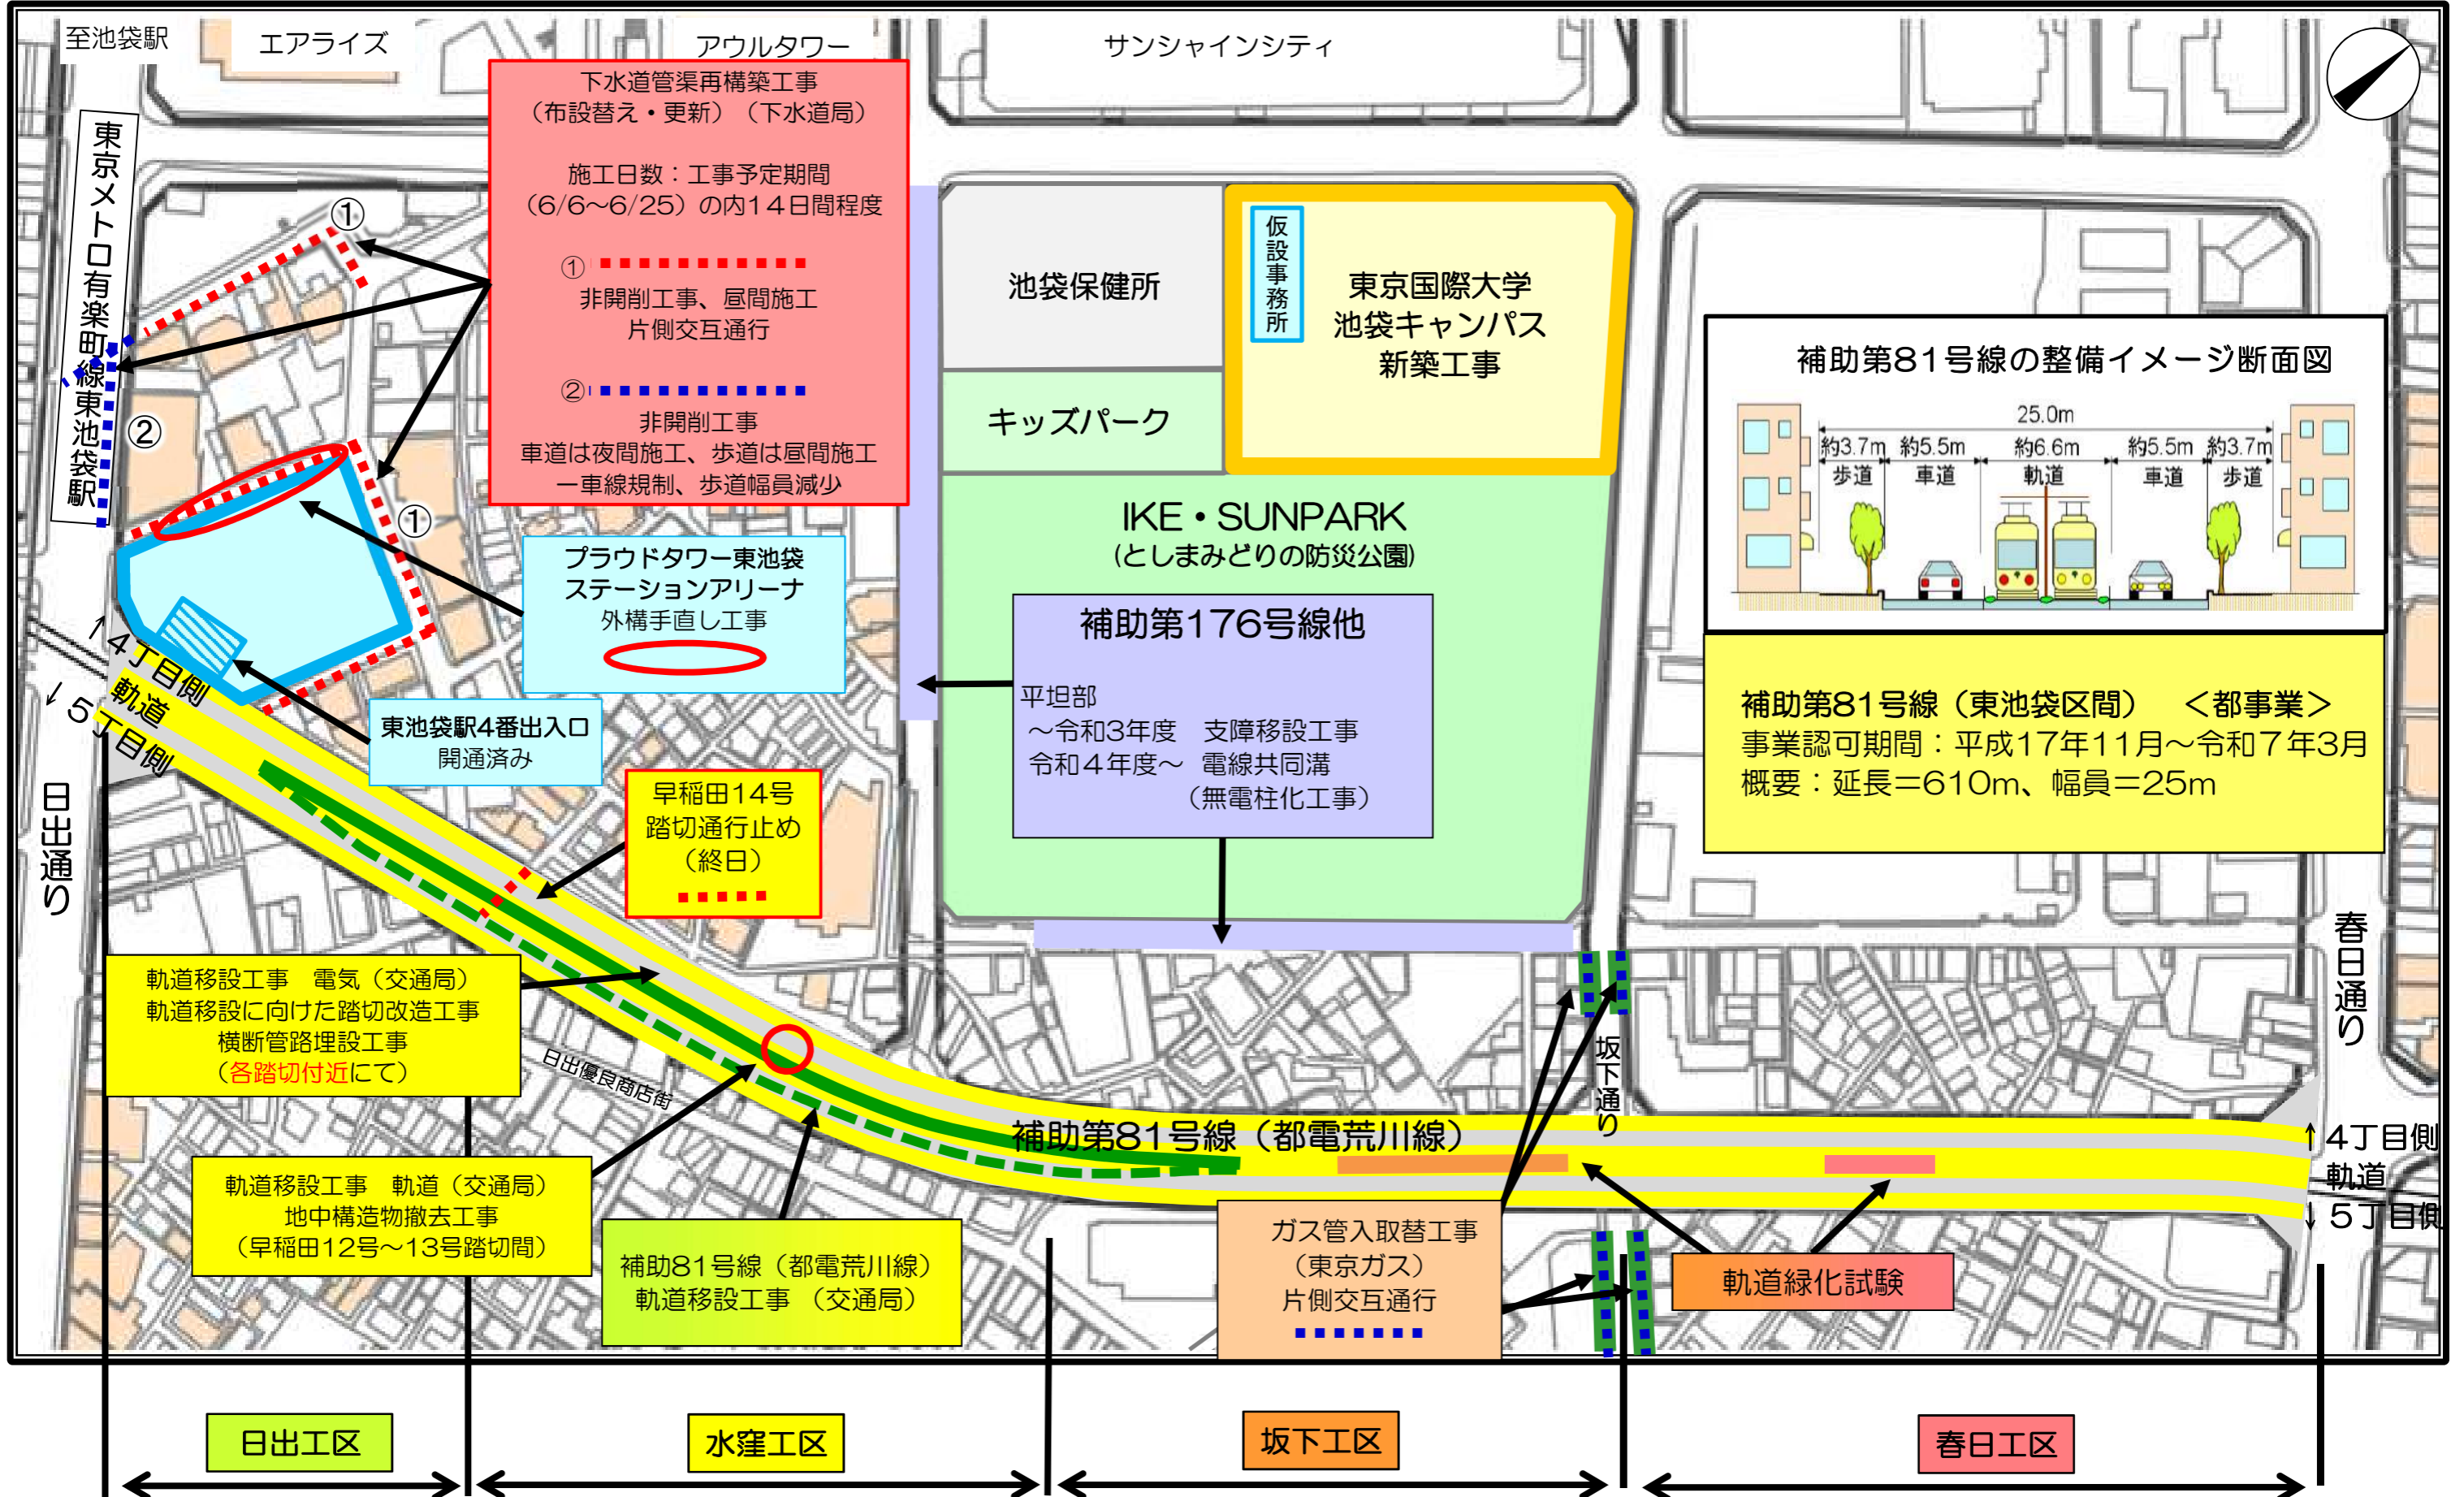 至池袋駅
エアライズ
アウルタワー
サンシャインシティ
東京メトロ有楽町線東池袋駅
下水道管渠再構築工事
（布設替え・更新）（下水道局）
施工日数：工事予定期間
（6/6～6/25）の内14日間程度
①
非開削工事、昼間施工
片側交互通行
②
非開削工事
車道は夜間施工、歩道は昼間施工
一車線規制、歩道幅員減少
①
②
①
池袋保健所
キッズパーク
仮設事務所
東京国際大学
池袋キャンパス
新築工事
IKE・SUNPARK
(としまみどりの防災公園)
補助第81号線の整備イメージ断面図
25.0m
約3.7m 約5.5m 約6.6m 約5.5m 約3.7m
歩道 車道 軌道 車道 歩道
補助第81号線（東池袋区間）　＜都事業＞
事業認可期間：平成17年11月～令和７年3月
概要：延長＝610m、幅員＝25m
プラウドタワー東池袋
ステーションアリーナ
外構手直し工事
補助第176号線他
平坦部
～令和3年度　支障移設工事
令和４年度～　電線共同溝
（無電柱化工事）
↑4丁目側
軌道
↓5丁目側
東池袋駅4番出入口
開通済み
早稲田14号
踏切通行止め
（終日）
日出通り
春日通り
軌道移設工事　電気（交通局）
軌道移設に向けた踏切改造工事
横断管路埋設工事
（各踏切付近にて）
日出優良商店街
坂下通り
補助第81号線（都電荒川線）
↑4丁目側
軌道
↓5丁目側
軌道移設工事　軌道（交通局）
地中構造物撤去工事
（早稲田12号～13号踏切間）
補助81号線（都電荒川線）
軌道移設工事　（交通局）
ガス管入取替工事
（東京ガス）
片側交互通行
軌道緑化試験
日出工区
水窪工区
坂下工区
春日工区